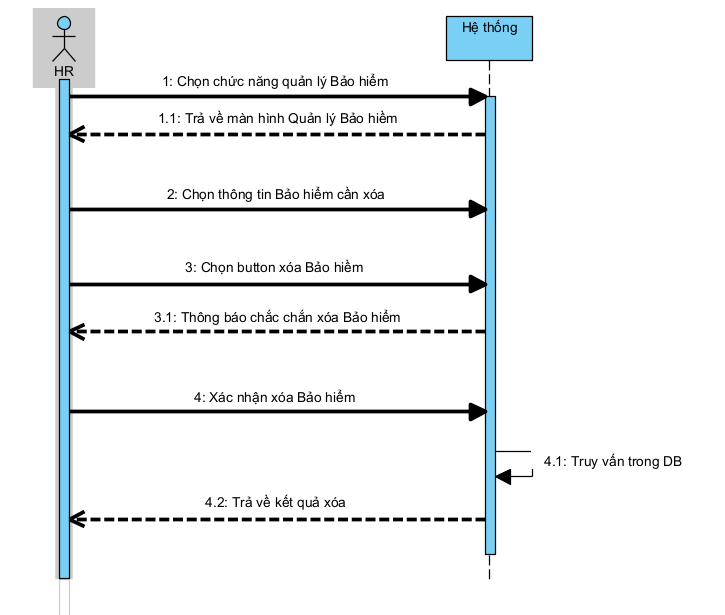 HR
Hệ thống
1: Chọn chức năng quản lý Bảo hiểm
1.1: Trả về màn hình Quản lý Bảo hiểm
2: Chọn thông tin Bảo hiểm cần xóa
3: Chọn button xóa Bảo hiểm
3.1: Thông báo chắc chắn xóa Bảo hiểm
4: Xác nhận xóa Bảo hiểm
4.1: Truy vấn trong DB
4.2: Trả về kết quả xóa